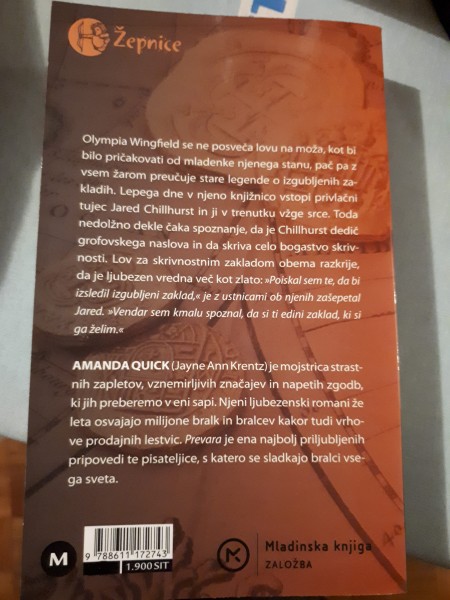 Žepnice
Olympia Wingfield se ne posveča lovu na moža, kot bi
bilo pričakovati od mladenke njenega stanu, pač pa z
vsem žarom preučuje stare legende o izgubljenih za-
kladih. Lepega dne v njeno knjižnico vstopi privlačni
tujec Jared Chillhurst in ji v trenutku vžge srce. Toda
nedolžno dekle čaka spoznanje, da je Chillhurst dedič
grofovskega naslova in da skriva celo bogastvo skriv-
nosti. Lov za skrivnostnim zakladom obema razkrije,
da je ljubezen vredna več kot zlato: »Poiskal sem te, da bi
izsledil izgubljeni zaklad,« je z ustnicami ob njenih zašepetal
Jared. »Vendar sem kmalu spoznal, da si ti edini zaklad, ki si
ga želim.«
AMANDA QUICK (Jayne Ann Krentz) je mojstrica strast-
nih zapletov, vznemirljivih značajev in napetih zgodb,
ki jih preberemo v eni sapi. Njeni ljubezenski romani že
leta osvajajo milijone bralk in bralcev kakor tudi vrho-
ve prodajnih lestvic. Prevara je ena najbolj priljubljenih
pripovedi te pisateljice, s katero se sladkajo bralci vse-
ga sveta.
M
9 788611 172743
1.900 SIT
Mladinska knjiga
ZALOŽBA